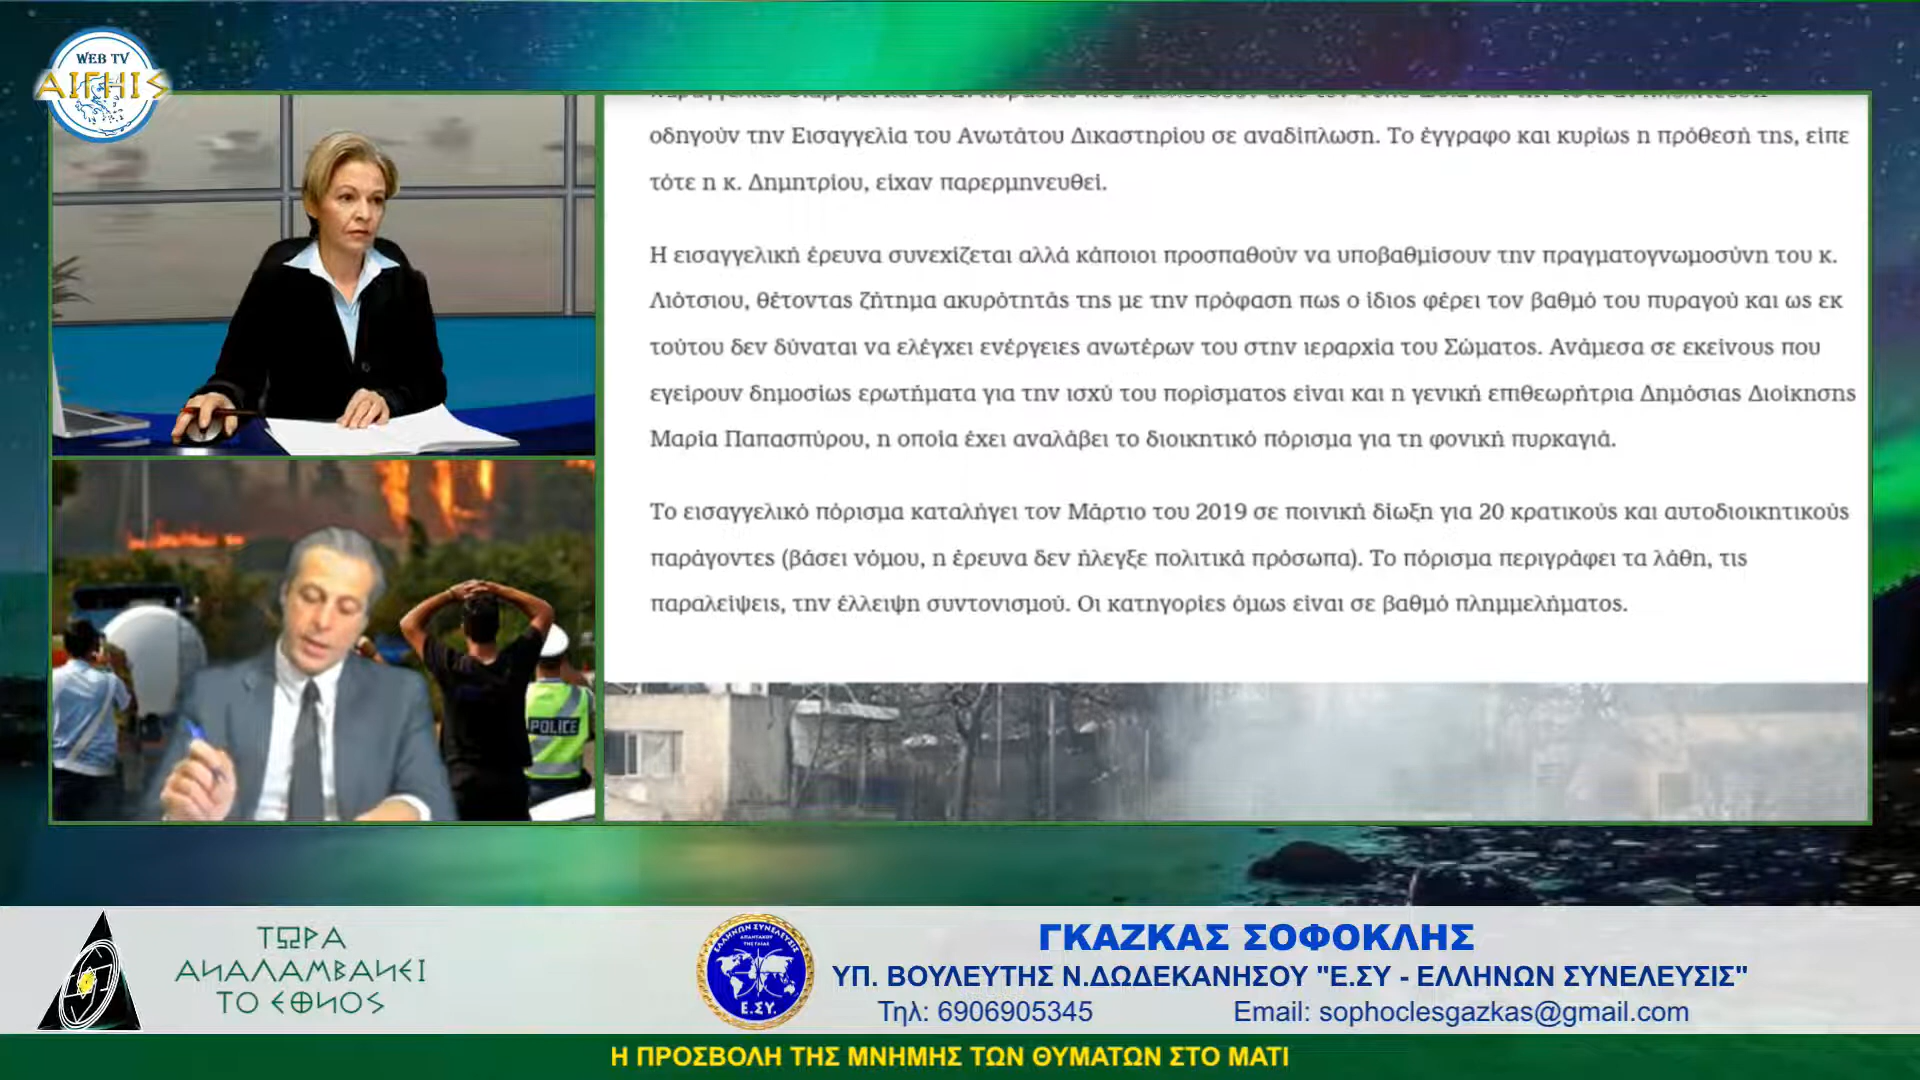 WEB TV
ΑΙΓΗΙΣ
οδηγούν την Εισαγγελία του Ανωτάτου Δικαστηρίου σε αναδίπλωση. Το έγγραφο και κυρίως η πρόθεσή της, είπε
τότε η κ. Δημητρίου, είχαν παρερμηνευθεί.
Η εισαγγελική έρευνα συνεχίζεται αλλά κάποιοι προσπαθούν να υποβαθμίσουν την πραγματογνωμοσύνη του κ.
Λιότσιου, θέτοντας ζήτημα ακυρότητάς της με την πρόφαση πως ο ίδιος φέρει τον βαθμό του πυραγού και ως εκ
τούτου δεν δύναται να ελέγχει ενέργειες ανωτέρων του στην ιεραρχία του Σώματος. Ανάμεσα σε εκείνους που
εγείρουν δημοσίως ερωτήματα για την ισχύ του πορίσματος είναι και η γενική επιθεωρήτρια Δημόσιας Διοίκησης
Μαρία Παπασπύρου, η οποία έχει αναλάβει το διοικητικό πόρισμα για τη φονική πυρκαγιά.
Το εισαγγελικό πόρισμα καταλήγει τον Μάρτιο του 2019 σε ποινική δίωξη για 20 κρατικούς και αυτοδιοικητικούς
παράγοντες (βάσει νόμου, η έρευνα δεν ήλεγξε πολιτικά πρόσωπα). Το πόρισμα περιγράφει τα λάθη, τις
παραλείψεις, την έλλειψη συντονισμού. Οι κατηγορίες όμως είναι σε βαθμό πλημμελήματος.
POLICE
ΤΩΡΑ
ΑΝΑΛΑΜΒΑΝΕΙ
ΤΟ ΕΘΝΟΣ
ΕΛΛΗΝΩΝ ΣΥΝΕΛΕΥΣΙΣ
ΑΠΑΝΤΑΧΟΥ
ΤΗΣ ΓΑΙΑΣ
Ε.ΣΥ.
ΓΚΑΖΚΑΣ ΣΟΦΟΚΛΗΣ
ΥΠ. ΒΟΥΛΕΥΤΗΣ Ν.ΔΩΔΕΚΑΝΗΣΟΥ "Ε.ΣΥ - ΕΛΛΗΝΩΝ ΣΥΝΕΛΕΥΣΙΣ"
Τηλ: 6906905345
Email: sophoclesgazkas@gmail.com
Η ΠΡΟΣΒΟΛΗ ΤΗΣ ΜΝΗΜΗΣ ΤΩΝ ΘΥΜΑΤΩΝ ΣΤΟ ΜΑΤΙ